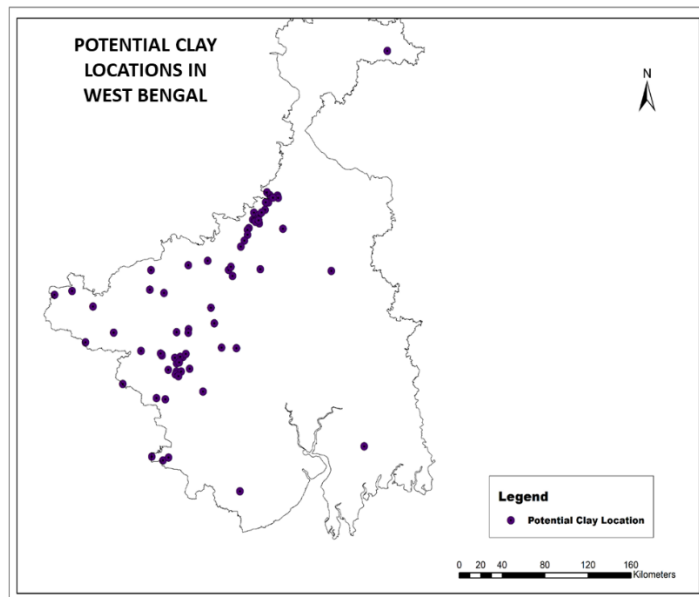 POTENTIAL CLAY
LOCATIONS IN
WEST BENGAL
N
Legend
Potential Clay Location
0 20 40 80 120 160
Kilometers